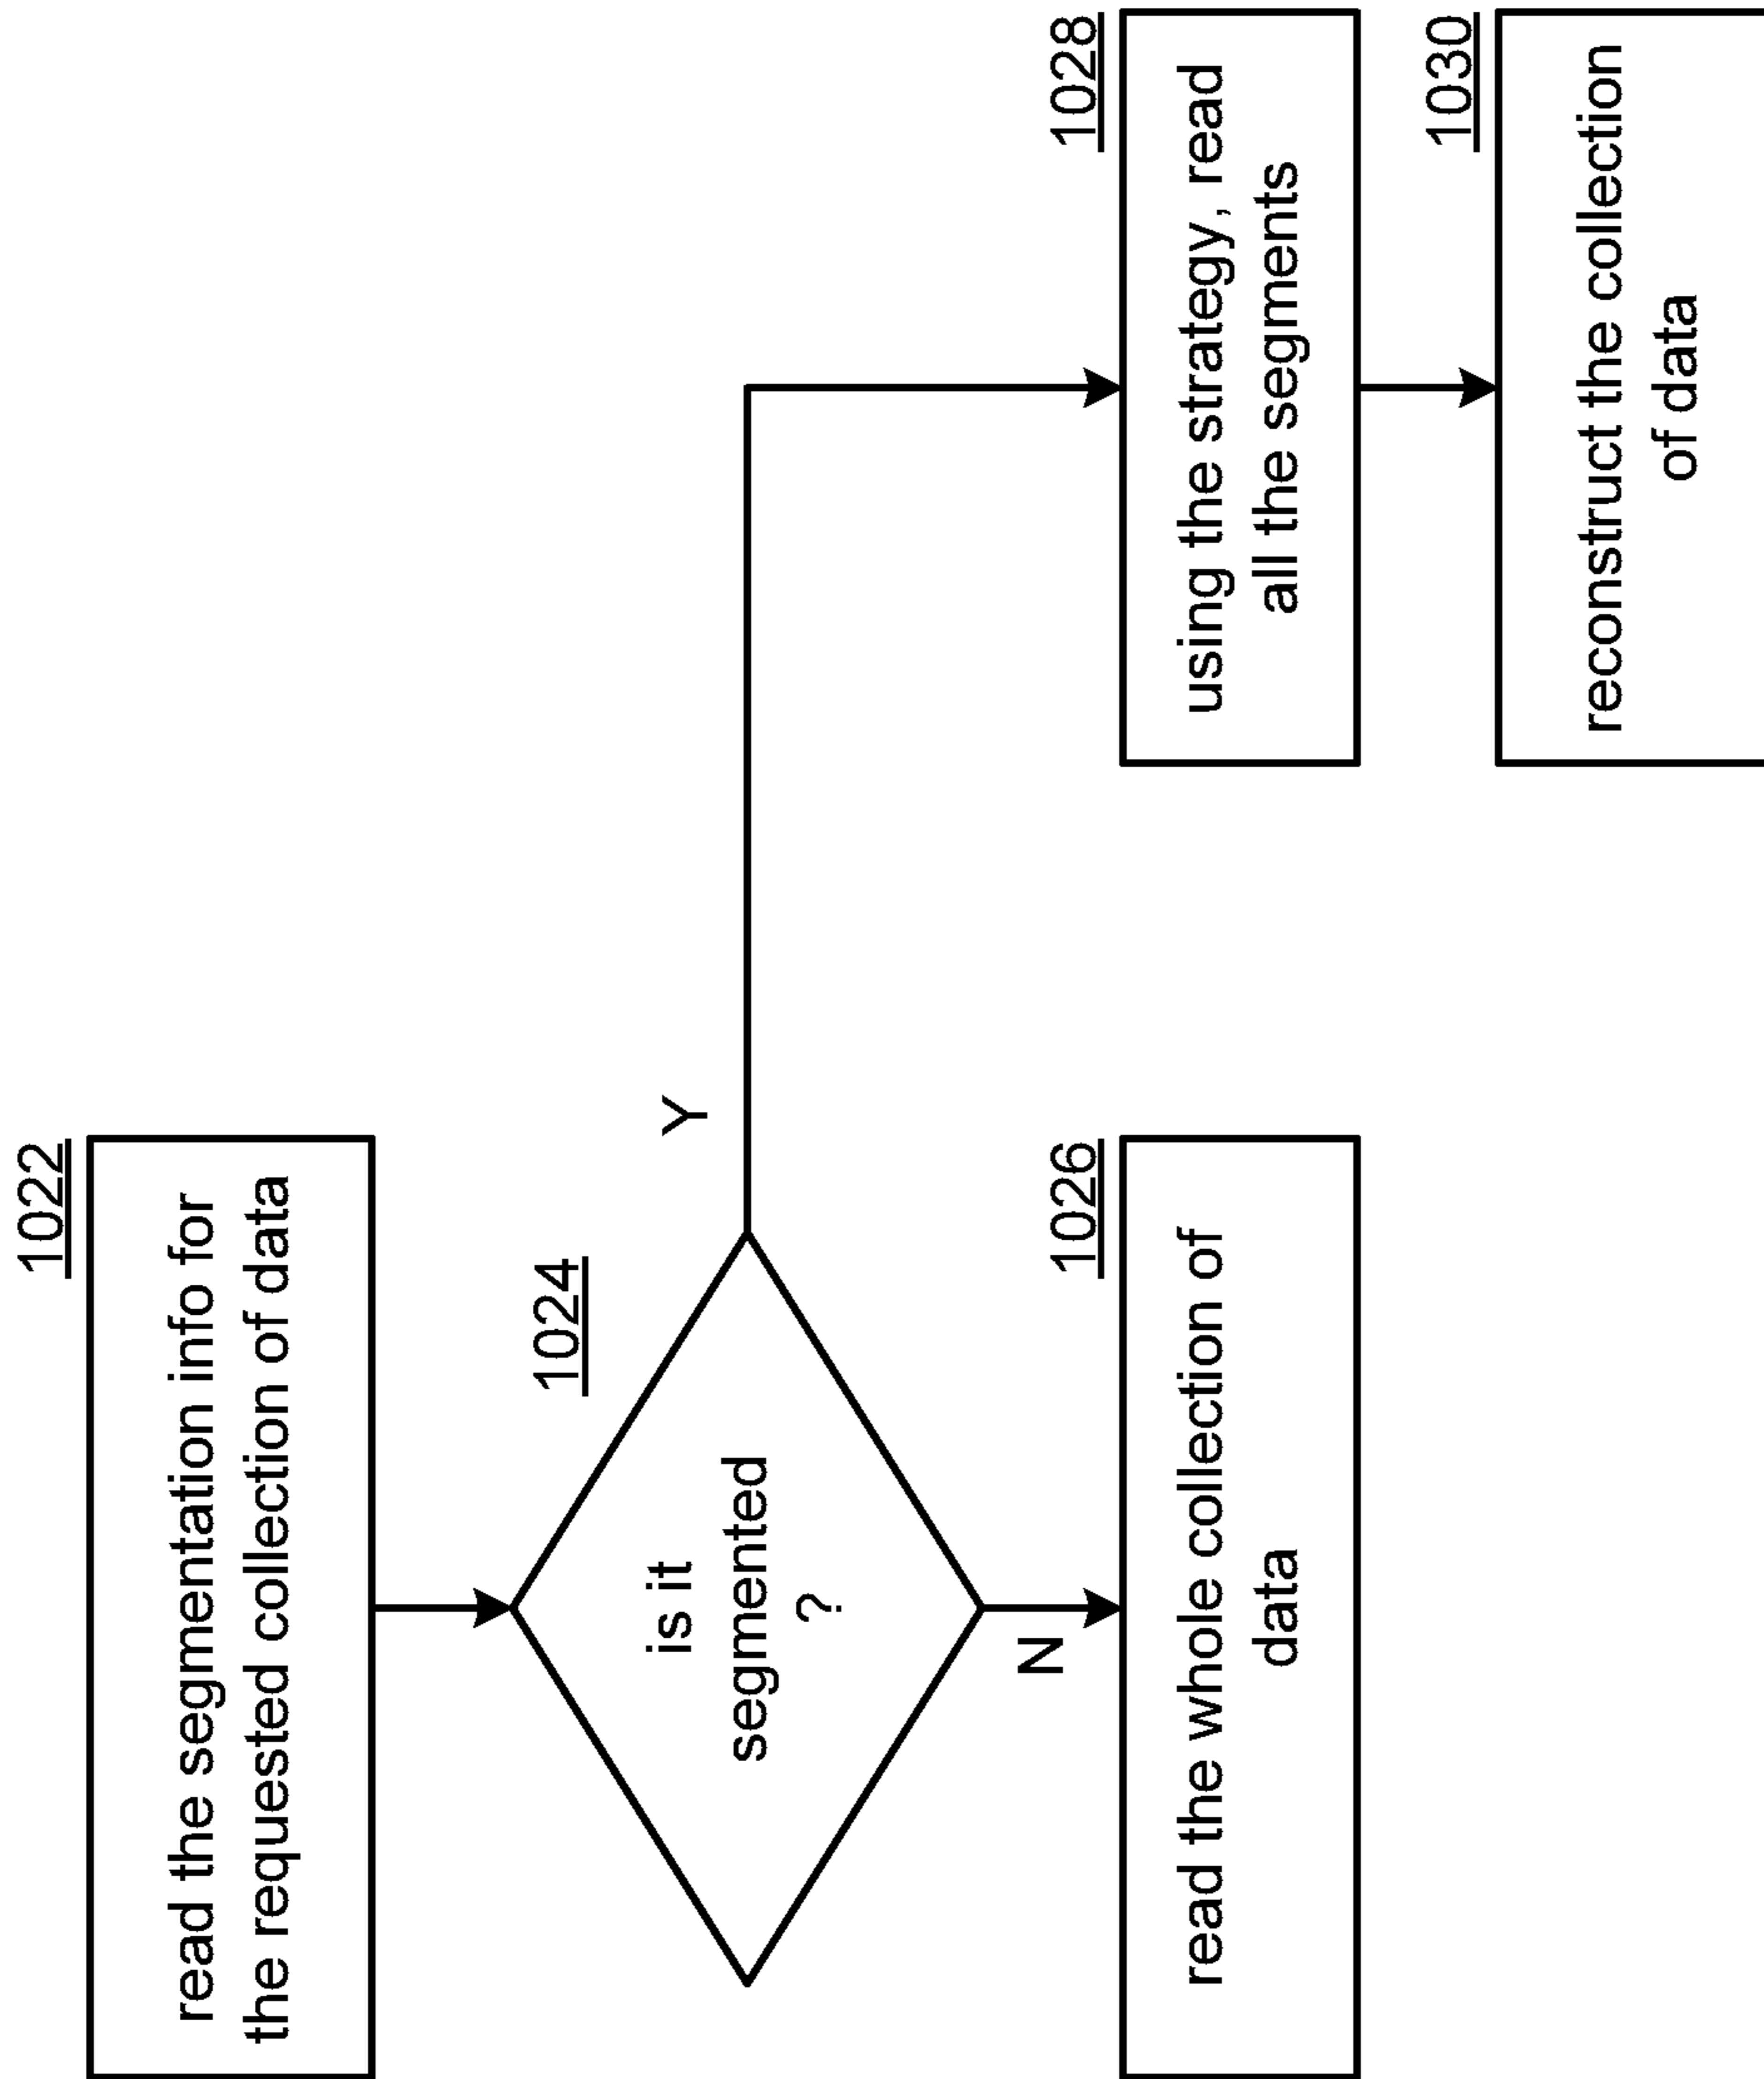 1022
read the segmentation info for
the requested collection of data
1024
is it
segmented
?
Y
N
1026
read the whole collection of
data
1028
using the strategy, read
all the segments
1030
reconstruct the collection
of data